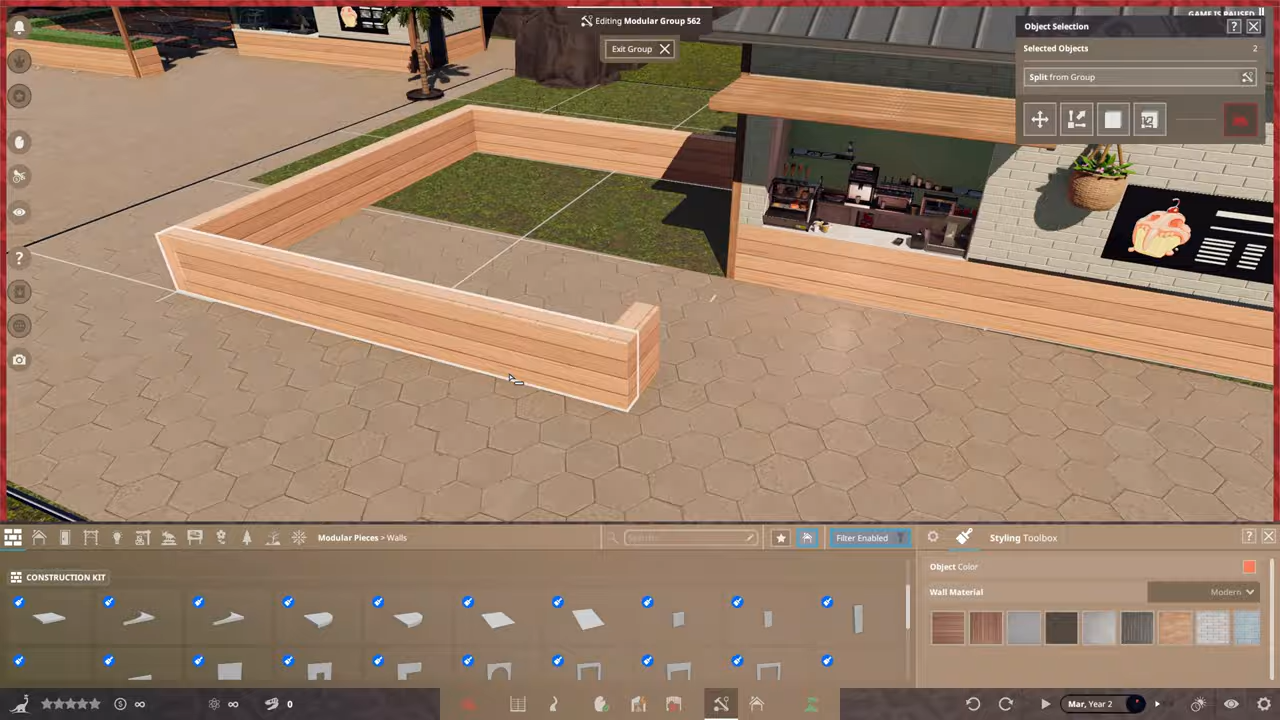 GAME IS PAUSED
Editing Modular Group 562
Exit Group
Object Selection
?
Selected Objects 2
Split from Group
?
Modular Pieces > Walls
Search...
Filter Enabled
Styling Toolbox
?
CONSTRUCTION KIT
Object Color
Wall Material
Modern
∞
∞
0
Mar, Year 2